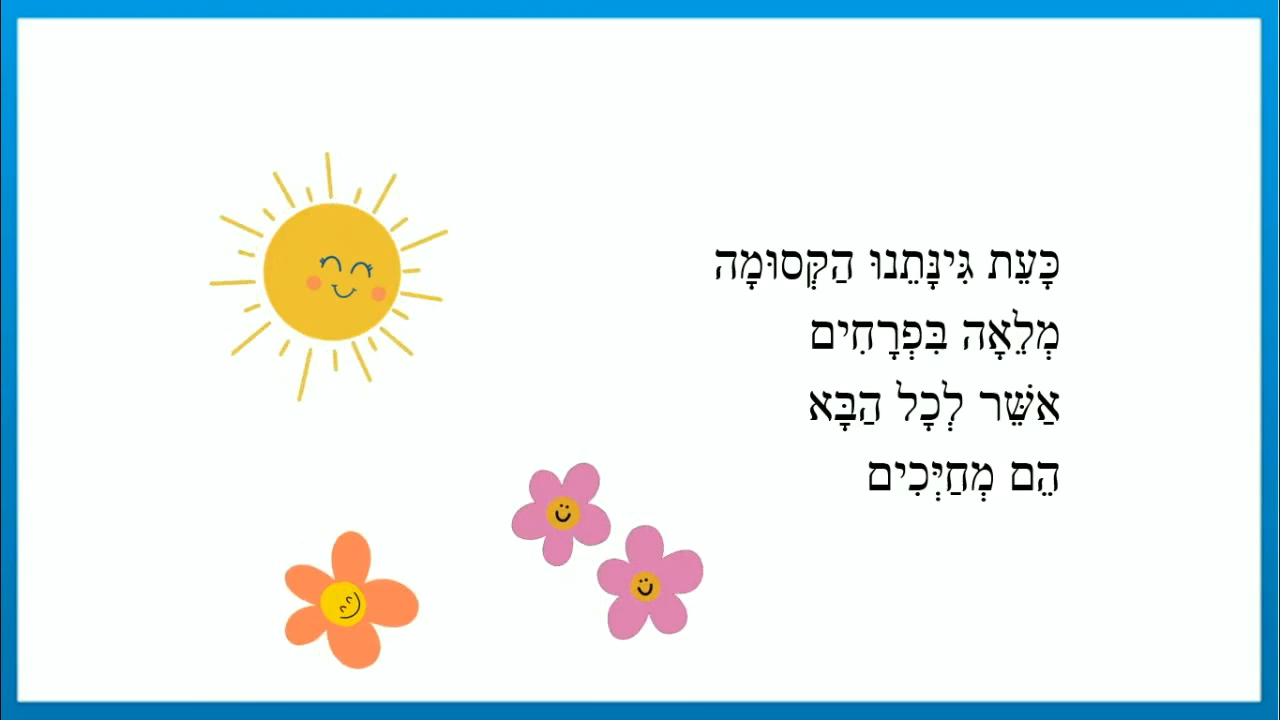 כָּעֵת גִּינָּתֵנוּ הַקְּסוּמָה
מְלֵאָה בִּפְרָחִים
אַשֵּׁר לְכָל הַבָּא
הֵם מְחַיְּכִים